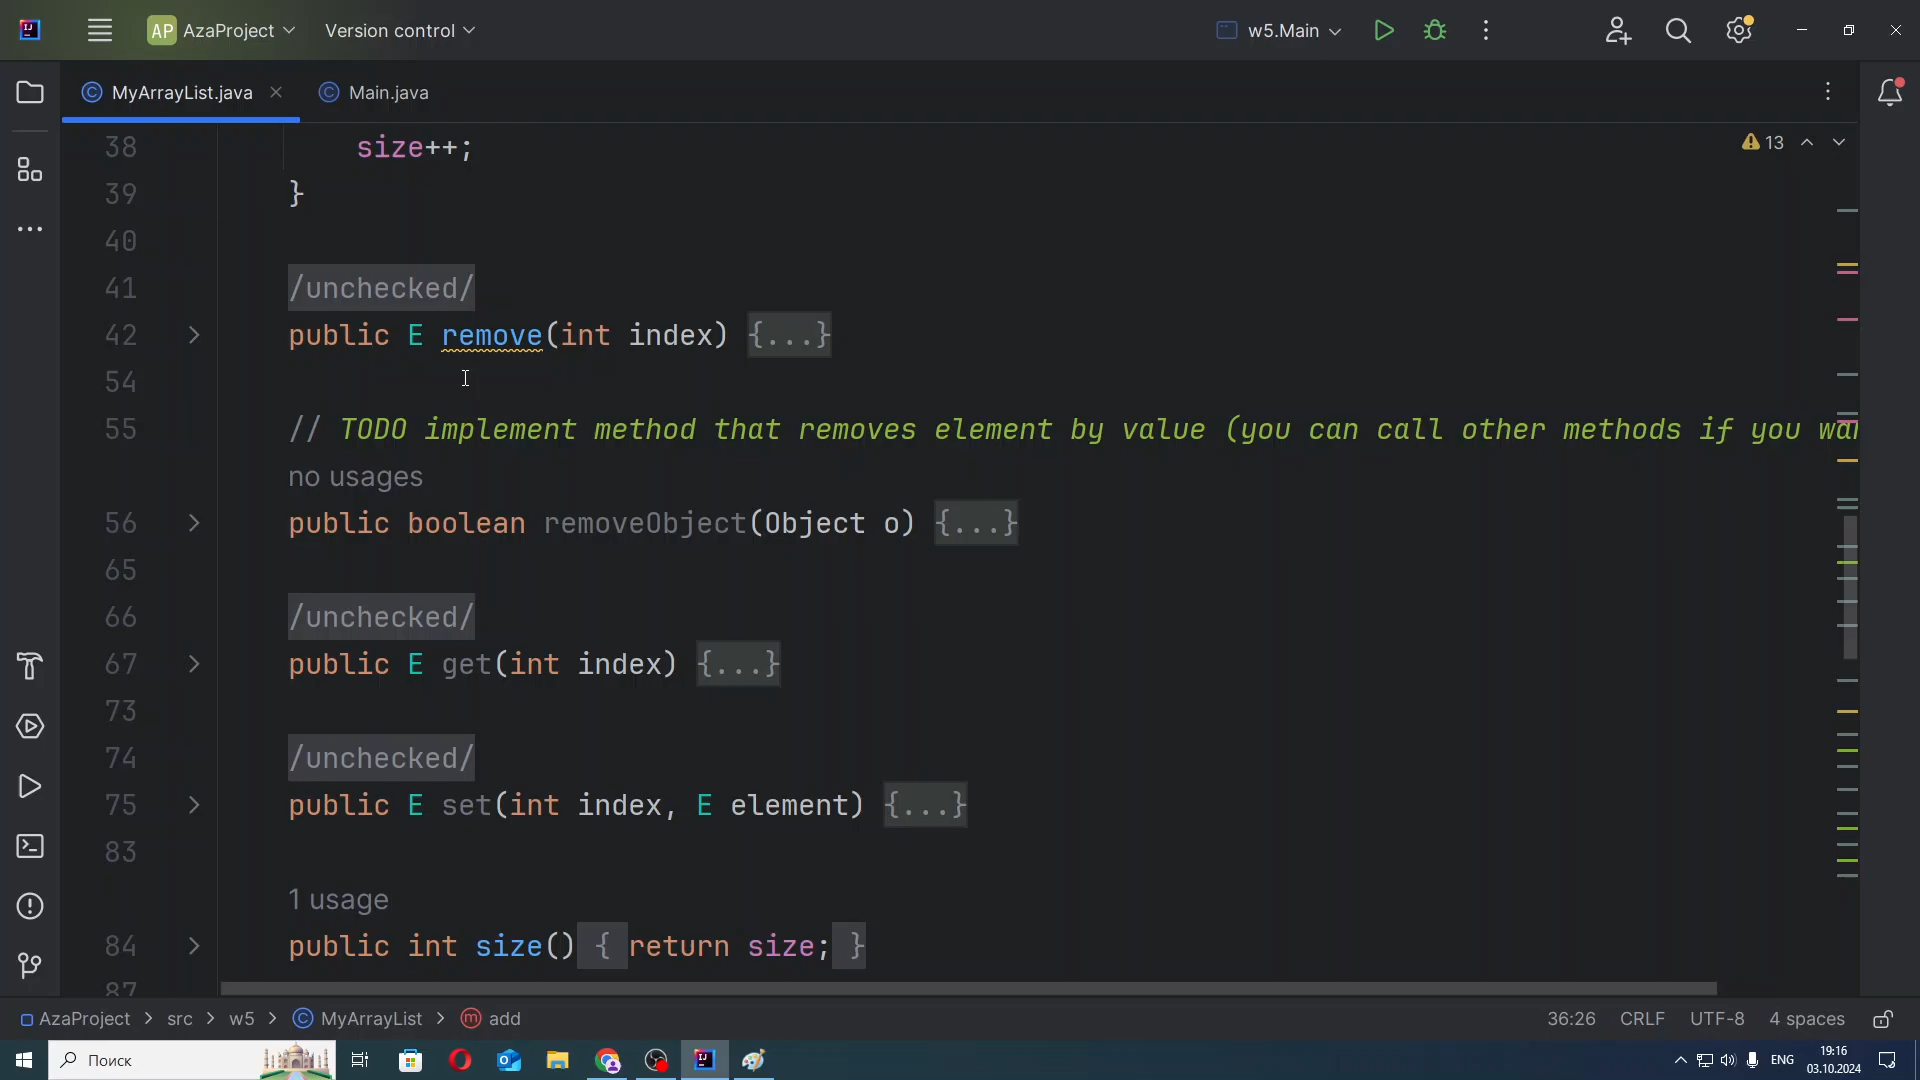 AP AzaProject Version control w5.Main
MyArrayList.java Main.java
38 size++;
39 }
13
40
41 /unchecked/
42 public E remove(int index) {...}
54
55 // TODO implement method that removes element by value (you can call other methods if you
no usages
56 public boolean removeObject(Object o) {...}
65
66 /unchecked/
67 public E get(int index) {...}
73
74 /unchecked/
75 public E set(int index, E element) {...}
83
1 usage
84 public int size() { return size; }
87
AzaProject > src > w5 > MyArrayList > add 36:26 CRLF UTF-8 4 spaces
Поиск ENG 19:16
03.10.2024